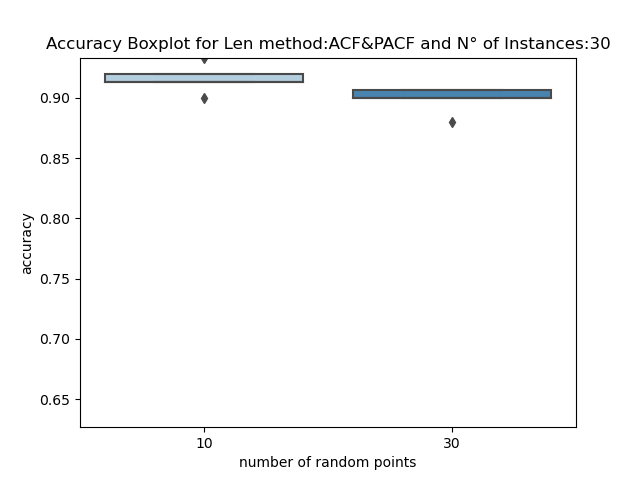 Accuracy Boxplot for Len method:ACF&PACF and N° of Instances:30
0.90
0.85
0.80
0.75
0.70
0.65
accuracy
10 30
number of random points